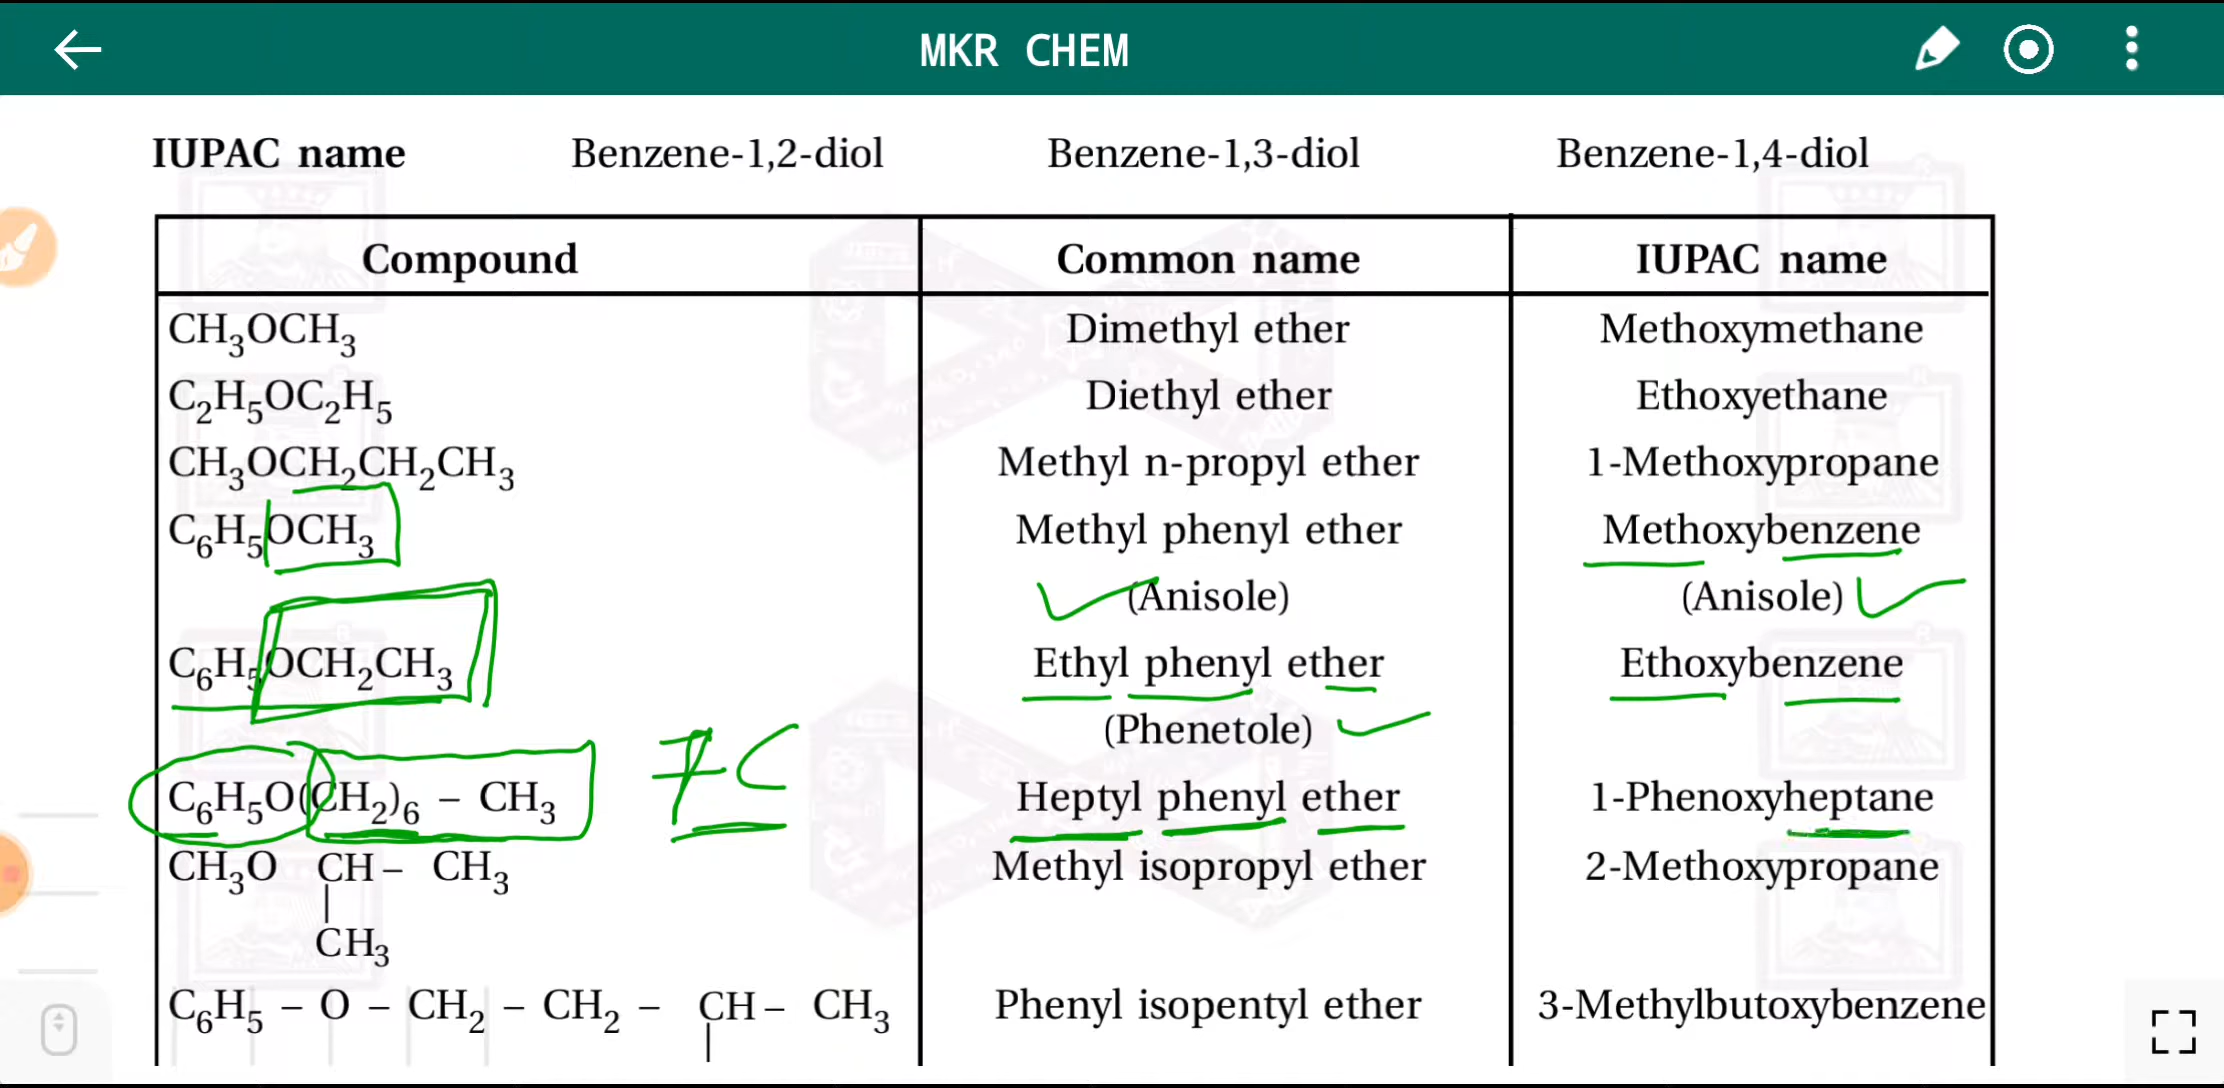 MKR CHEM
IUPAC name Benzene-1,2-diol Benzene-1,3-diol Benzene-1,4-diol
Compound Common name IUPAC name
CH₃OCH₃ Dimethyl ether Methoxymethane
C₂H₅OC₂H₅ Diethyl ether Ethoxyethane
CH₃OCH₂CH₂CH₃ Methyl n-propyl ether 1-Methoxypropane
C₆H₅OCH₃ Methyl phenyl ether Methoxybenzene
(Anisole) (Anisole)
C₆H₅OCH₂CH₃ Ethyl phenyl ether Ethoxybenzene
(Phenetole)
7C
C₆H₅O(CH₂)₆ – CH₃ Heptyl phenyl ether 1-Phenoxyheptane
CH₃O CH – CH₃ Methyl isopropyl ether 2-Methoxypropane
CH₃
C₆H₅ – O – CH₂ – CH₂ – CH – CH₃ Phenyl isopentyl ether 3-Methylbutoxybenzene